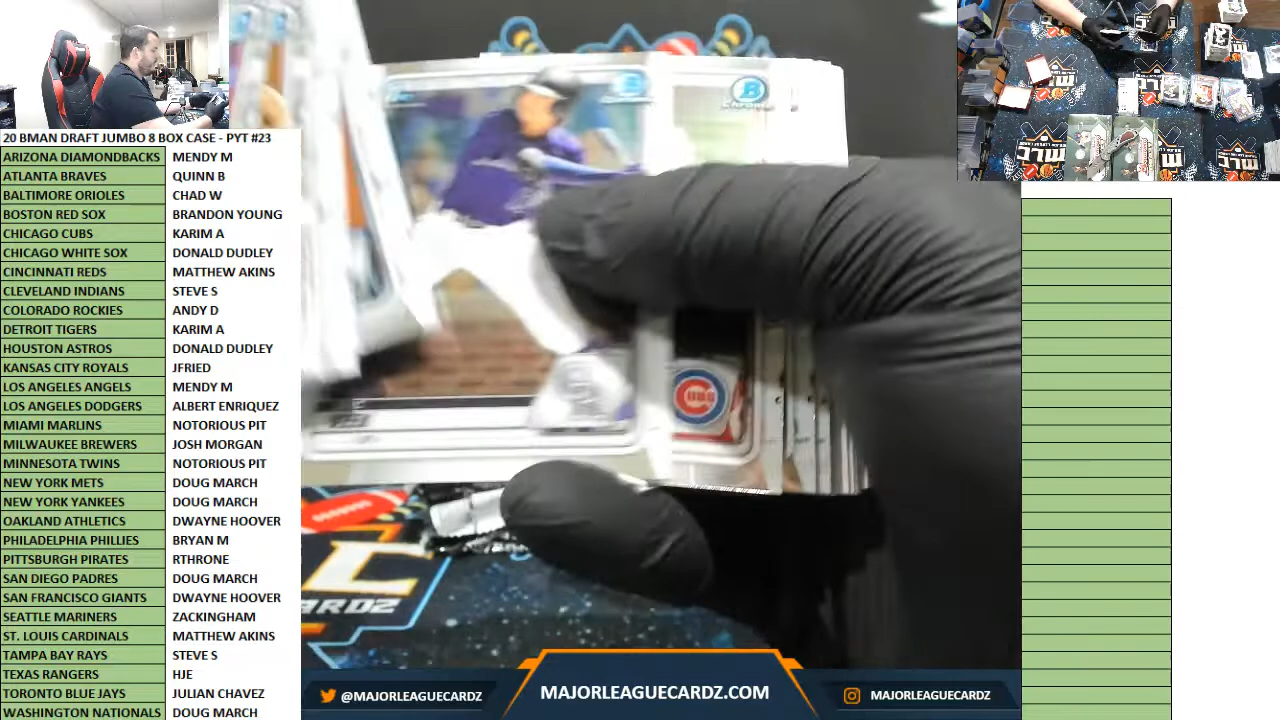 20 BMAN DRAFT JUMBO 8 BOX CASE - PYT #23
ARIZONA DIAMONDBACKS MENDY M
ATLANTA BRAVES QUINN B
BALTIMORE ORIOLES CHAD W
BOSTON RED SOX BRANDON YOUNG
CHICAGO CUBS KARIM A
CHICAGO WHITE SOX DONALD DUDLEY
CINCINNATI REDS MATTHEW AKINS
CLEVELAND INDIANS STEVE S
COLORADO ROCKIES ANDY D
DETROIT TIGERS KARIM A
HOUSTON ASTROS DONALD DUDLEY
KANSAS CITY ROYALS JFRIED
LOS ANGELES ANGELS MENDY M
LOS ANGELES DODGERS ALBERT ENRIQUEZ
MIAMI MARLINS NOTORIOUS PIT
MILWAUKEE BREWERS JOSH MORGAN
MINNESOTA TWINS NOTORIOUS PIT
NEW YORK METS DOUG MARCH
NEW YORK YANKEES DOUG MARCH
OAKLAND ATHLETICS DWAYNE HOOVER
PHILADELPHIA PHILLIES BRYAN M
PITTSBURGH PIRATES RTHRONE
SAN DIEGO PADRES DOUG MARCH
SAN FRANCISCO GIANTS DWAYNE HOOVER
SEATTLE MARINERS ZACKINGHAM
ST. LOUIS CARDINALS MATTHEW AKINS
TAMPA BAY RAYS STEVE S
TEXAS RANGERS HJE
TORONTO BLUE JAYS JULIAN CHAVEZ
WASHINGTON NATIONALS DOUG MARCH
B
CHROME
CUBS
ARDZ
MLC
@MAJORLEAGUECARDZ
MAJORLEAGUECARDZ.COM
MAJORLEAGUECARDZ